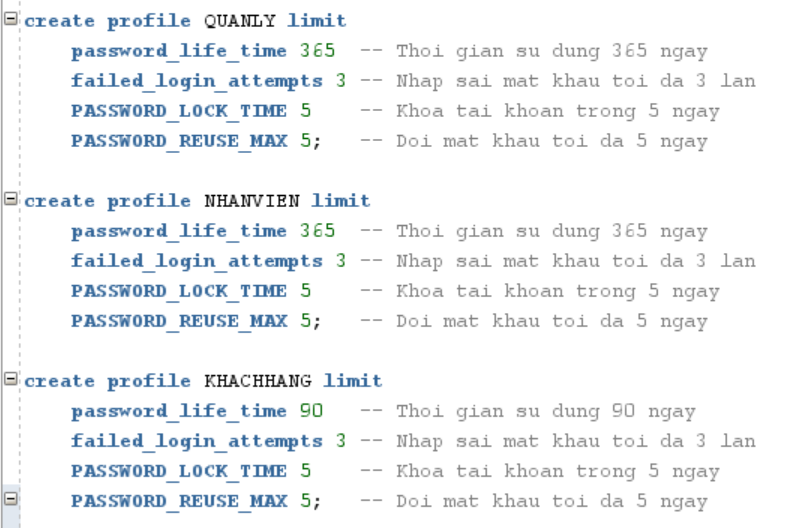 create profile QUANLY limit
password_life_time 365 -- Thoi gian su dung 365 ngay
failed_login_attempts 3 -- Nhap sai mat khau toi da 3 lan
PASSWORD_LOCK_TIME 5 -- Khoa tai khoan trong 5 ngay
PASSWORD_REUSE_MAX 5; -- Doi mat khau toi da 5 ngay
create profile NHANVIEN limit
password_life_time 365 -- Thoi gian su dung 365 ngay
failed_login_attempts 3 -- Nhap sai mat khau toi da 3 lan
PASSWORD_LOCK_TIME 5 -- Khoa tai khoan trong 5 ngay
PASSWORD_REUSE_MAX 5; -- Doi mat khau toi da 5 ngay
create profile KHACHHANG limit
password_life_time 90 -- Thoi gian su dung 90 ngay
failed_login_attempts 3 -- Nhap sai mat khau toi da 3 lan
PASSWORD_LOCK_TIME 5 -- Khoa tai khoan trong 5 ngay
PASSWORD_REUSE_MAX 5; -- Doi mat khau toi da 5 ngay